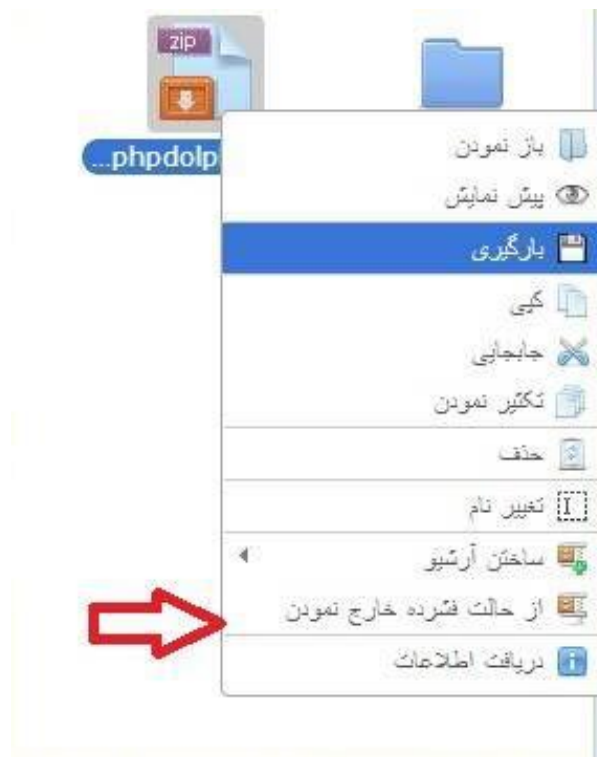 zip
...phpdolp
باز نمودن
پیش نمایش
بارگیری
کپی
جابجایی
تکثیر نمودن
حذف
تغییر نام
ساختن آرشیو
از حالت فشرده خارج نمودن
دریافت اطلاعات